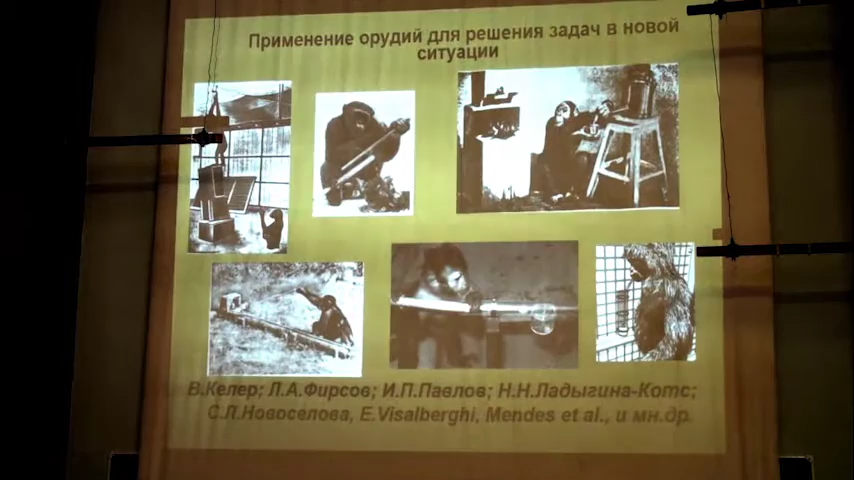 Применение орудий для решения задач в новой
ситуации
В.Келер; Л.А.Фирсов; И.П.Павлов; Н.Н.Ладыгина-Котс;
С.Л.Новоселова, E.Visalberghi, Mendes et al., и мн.др.